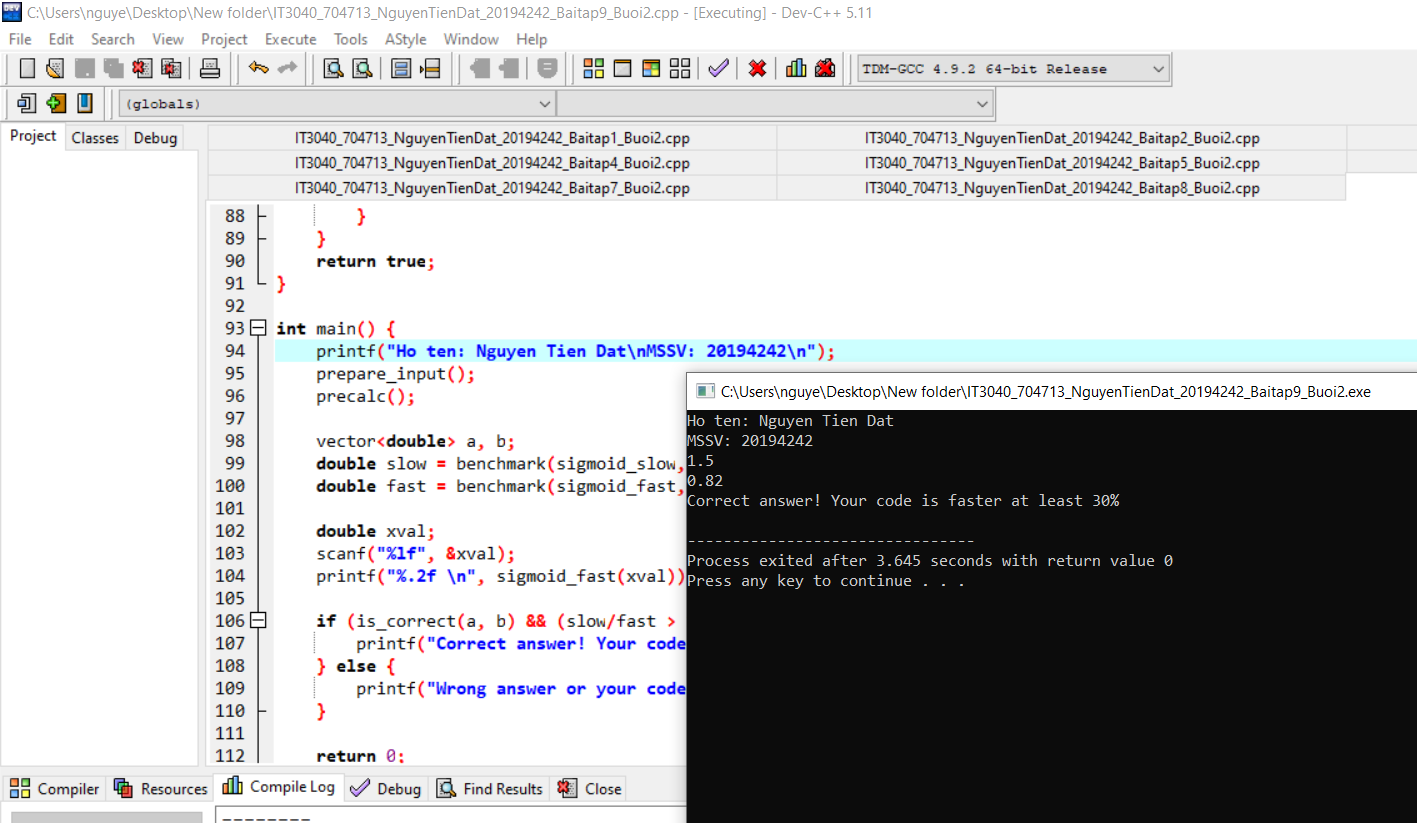 C:\Users\nguye\Desktop\New folder\IT3040_704713_NguyenTienDat_20194242_Baitap9_Buoi2.cpp - [Executing] - Dev-C++ 5.11
File Edit Search View Project Execute Tools AStyle Window Help
TDM-GCC 4.9.2 64-bit Release
(globals)
Project Classes Debug
IT3040_704713_NguyenTienDat_20194242_Baitap1_Buoi2.cpp IT3040_704713_NguyenTienDat_20194242_Baitap2_Buoi2.cpp
IT3040_704713_NguyenTienDat_20194242_Baitap4_Buoi2.cpp IT3040_704713_NguyenTienDat_20194242_Baitap5_Buoi2.cpp
IT3040_704713_NguyenTienDat_20194242_Baitap7_Buoi2.cpp IT3040_704713_NguyenTienDat_20194242_Baitap8_Buoi2.cpp
88 }
89 }
90 return true;
91 }
92
93 int main() {
94 printf("Ho ten: Nguyen Tien Dat\nMSSV: 20194242\n");
95 prepare_input();
96 precalc();
97
98 vector<double> a, b;
99 double slow = benchmark(sigmoid_slow,
100 double fast = benchmark(sigmoid_fast,
101
102 double xval;
103 scanf("%lf", &xval);
104 printf("%.2f \n", sigmoid_fast(xval))
105
106 if (is_correct(a, b) && (slow/fast >
107 printf("Correct answer! Your code
108 } else {
109 printf("Wrong answer or your code
110 }
111
112 return 0;
C:\Users\nguye\Desktop\New folder\IT3040_704713_NguyenTienDat_20194242_Baitap9_Buoi2.exe
Ho ten: Nguyen Tien Dat
MSSV: 20194242
1.5
0.82
Correct answer! Your code is faster at least 30%
--------------------------------
Process exited after 3.645 seconds with return value 0
Press any key to continue . . .
Compiler Resources Compile Log Debug Find Results Close
--------